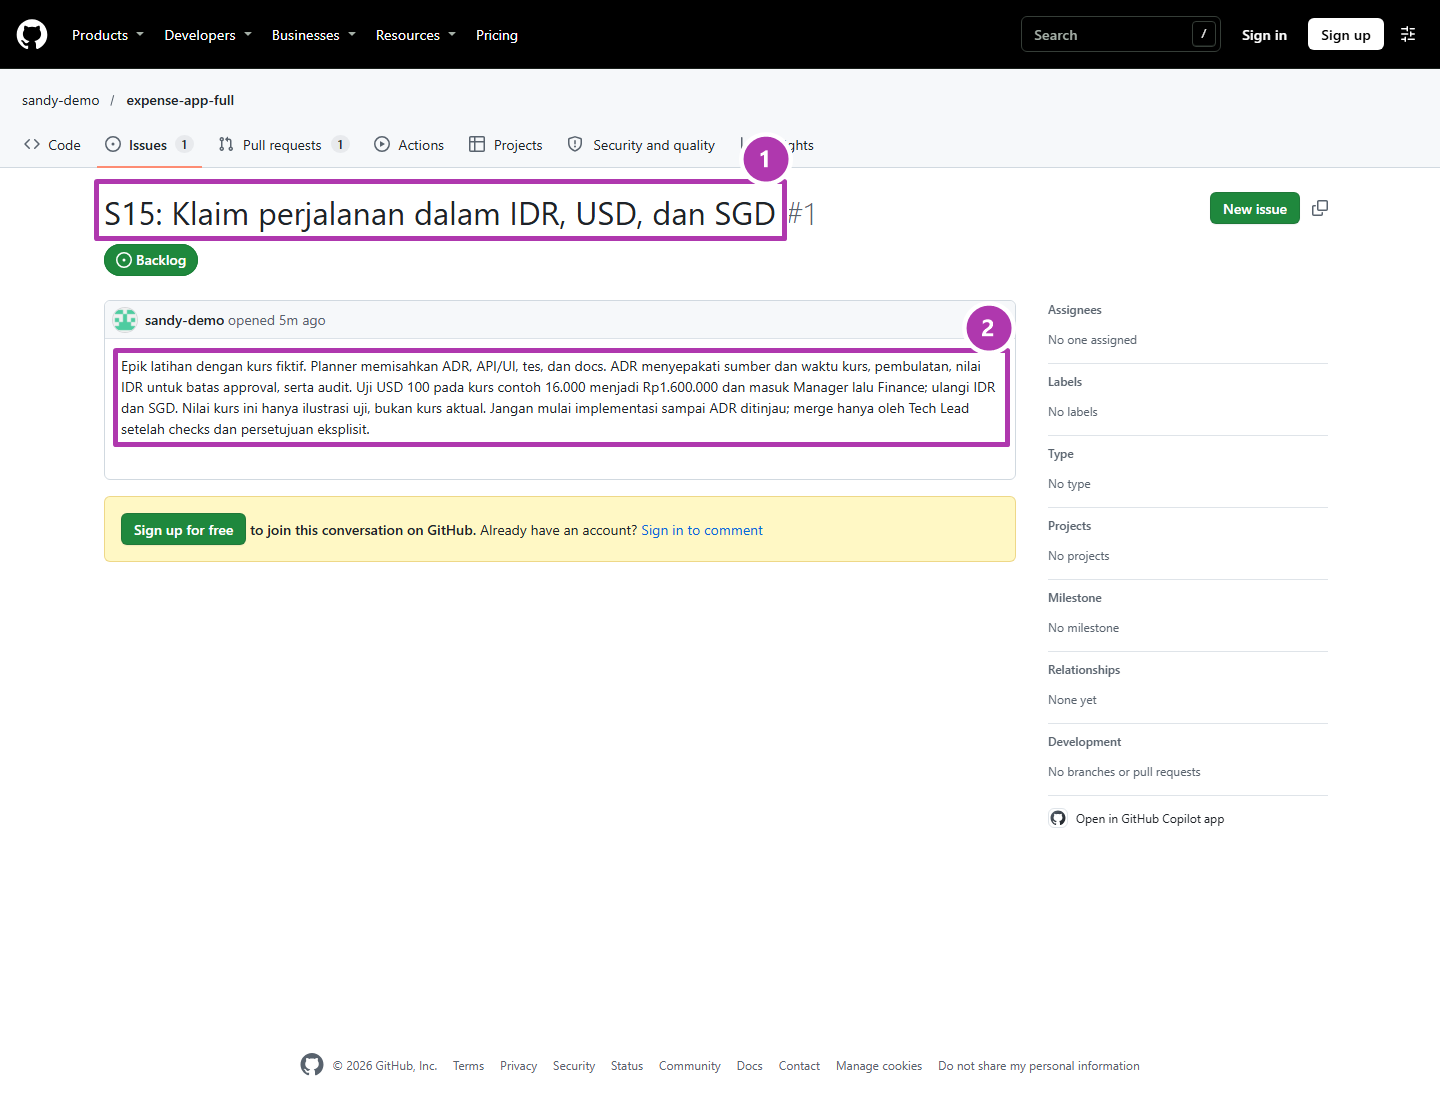 Products Developers Businesses Resources Pricing Search / Sign in Sign up
sandy-demo / expense-app-full
Code Issues 1 Pull requests 1 Actions Projects Security and quality
1
S15: Klaim perjalanan dalam IDR, USD, dan SGD #1
New issue
Backlog
sandy-demo opened 5m ago
2
Epik latihan dengan kurs fiktif. Planner memisahkan ADR, API/UI, tes, dan docs. ADR menyepakati sumber dan waktu kurs, pembulatan, nilai
IDR untuk batas approval, serta audit. Uji USD 100 pada kurs contoh 16.000 menjadi Rp1.600.000 dan masuk Manager lalu Finance; ulangi IDR
dan SGD. Nilai kurs ini hanya ilustrasi uji, bukan kurs aktual. Jangan mulai implementasi sampai ADR ditinjau; merge hanya oleh Tech Lead
setelah checks dan persetujuan eksplisit.
Sign up for free to join this conversation on GitHub. Already have an account? Sign in to comment
Assignees
No one assigned
Labels
No labels
Type
No type
Projects
No projects
Milestone
No milestone
Relationships
None yet
Development
No branches or pull requests
Open in GitHub Copilot app
© 2026 GitHub, Inc. Terms Privacy Security Status Community Docs Contact Manage cookies Do not share my personal information